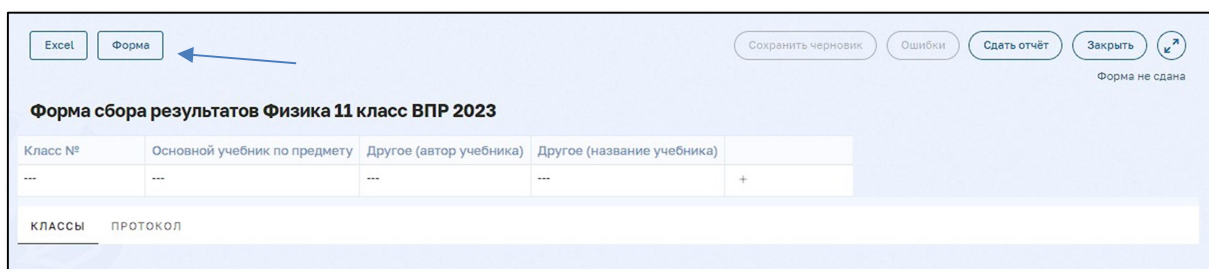 Excel Форма Сохранить черновик Ошибки Сдать отчёт Закрыть
Форма не сдана
Форма сбора результатов Физика 11 класс ВПР 2023
Класс № Основной учебник по предмету Другое (автор учебника) Другое (название учебника)
--- --- --- --- +
КЛАССЫ ПРОТОКОЛ